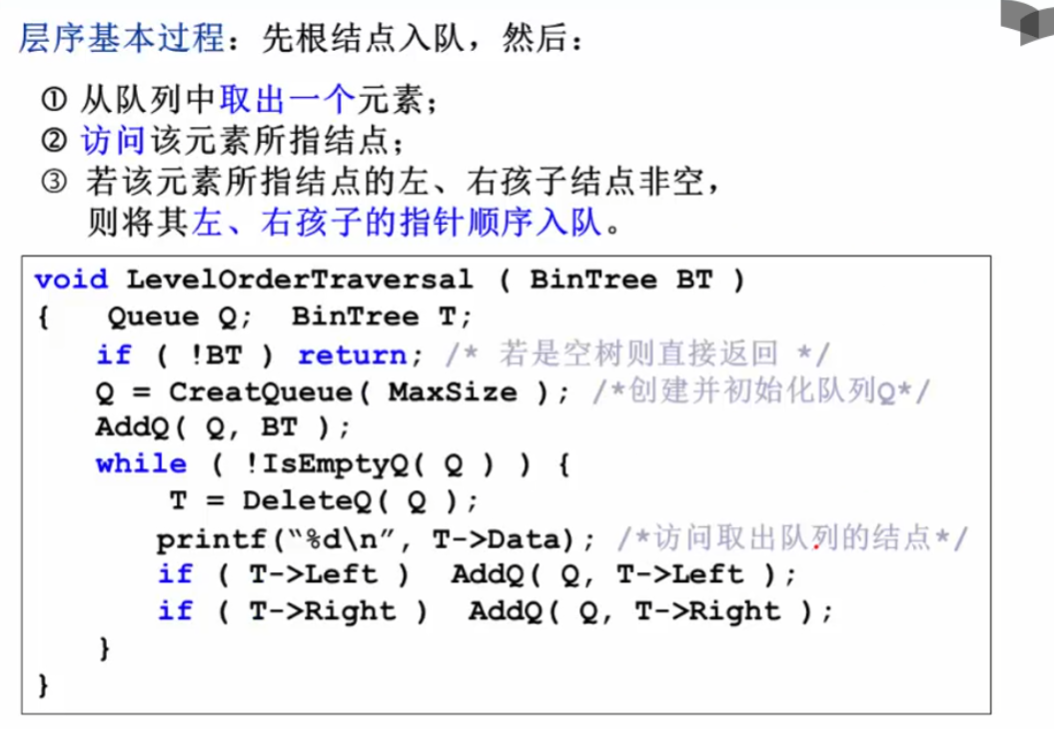 层序基本过程：先根结点入队，然后：
① 从队列中取出一个元素；
② 访问该元素所指结点；
③ 若该元素所指结点的左、右孩子结点非空，
则将其左、右孩子的指针顺序入队。
void LevelOrderTraversal ( BinTree BT )
{ Queue Q; BinTree T;
if ( !BT ) return; /* 若是空树则直接返回 */
Q = CreatQueue( MaxSize ); /*创建并初始化队列Q*/
AddQ( Q, BT );
while ( !IsEmptyQ( Q ) ) {
T = DeleteQ( Q );
printf(“%d\n”, T->Data); /*访问取出队列的结点*/
if ( T->Left ) AddQ( Q, T->Left );
if ( T->Right ) AddQ( Q, T->Right );
}
}